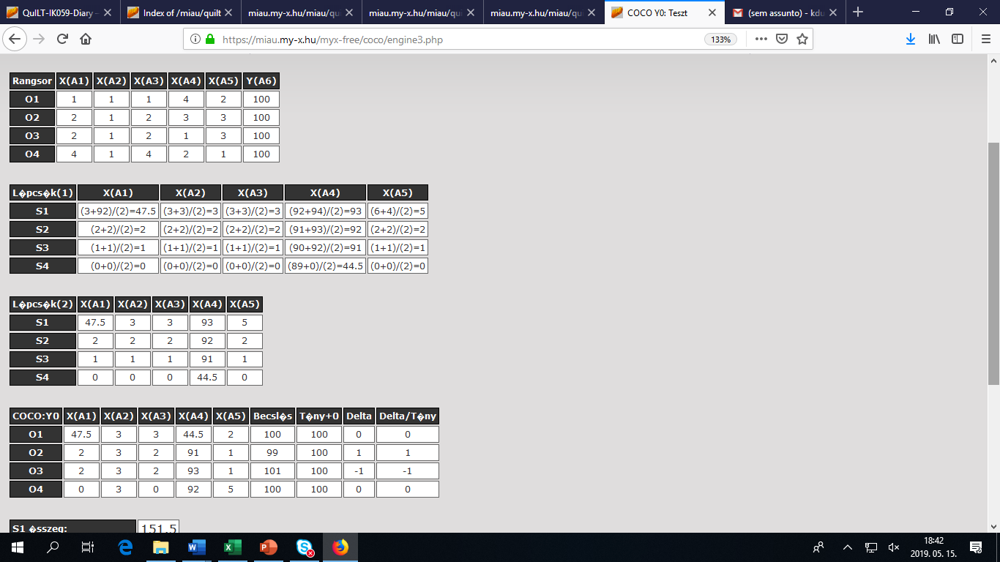 QuILT-IK059-Diary - Index of /miau/quilt miau.my-x.hu/miau/qui miau.my-x.hu/miau/qui miau.my-x.hu/miau/qui COCO Y0: Teszt (sem assunto) - kdu
https://miau.my-x.hu/myx-free/coco/engine3.php 133%
Rangsor X(A1) X(A2) X(A3) X(A4) X(A5) Y(A6)
O1 1 1 1 4 2 100
O2 2 1 2 3 3 100
O3 2 1 2 1 3 100
O4 4 1 4 2 1 100
L�pcs�k(1) X(A1) X(A2) X(A3) X(A4) X(A5)
S1 (3+92)/(2)=47.5 (3+3)/(2)=3 (3+3)/(2)=3 (92+94)/(2)=93 (6+4)/(2)=5
S2 (2+2)/(2)=2 (2+2)/(2)=2 (2+2)/(2)=2 (91+93)/(2)=92 (2+2)/(2)=2
S3 (1+1)/(2)=1 (1+1)/(2)=1 (1+1)/(2)=1 (90+92)/(2)=91 (1+1)/(2)=1
S4 (0+0)/(2)=0 (0+0)/(2)=0 (0+0)/(2)=0 (89+0)/(2)=44.5 (0+0)/(2)=0
L�pcs�k(2) X(A1) X(A2) X(A3) X(A4) X(A5)
S1 47.5 3 3 93 5
S2 2 2 2 92 2
S3 1 1 1 91 1
S4 0 0 0 44.5 0
COCO:Y0 X(A1) X(A2) X(A3) X(A4) X(A5) Becsl�s T�ny+0 Delta Delta/T�ny
O1 47.5 3 3 44.5 2 100 100 0 0
O2 2 3 2 91 1 99 100 1 1
O3 2 3 2 93 1 101 100 -1 -1
O4 0 3 0 92 5 100 100 0 0
S1 �sszeg: 151.5
18:42
2019. 05. 15.